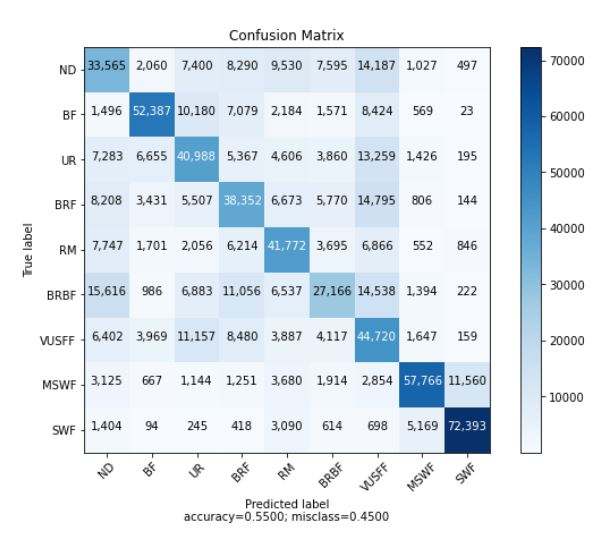 Confusion Matrix
ND 33,565 2,060 7,400 8,290 9,530 7,595 14,187 1,027 497
BF 1,496 52,387 10,180 7,079 2,184 1,571 8,424 569 23
UR 7,283 6,655 40,988 5,367 4,606 3,860 13,259 1,426 195
BRF 8,208 3,431 5,507 38,352 6,673 5,770 14,795 806 144
RM 7,747 1,701 2,056 6,214 41,772 3,695 6,866 552 846
BRBF 15,616 986 6,883 11,056 6,537 27,166 14,538 1,394 222
VUSFF 6,402 3,969 11,157 8,480 3,887 4,117 44,720 1,647 159
MSWF 3,125 667 1,144 1,251 3,680 1,914 2,854 57,766 11,560
SWF 1,404 94 245 418 3,090 614 698 5,169 72,393
True label
ND BF UR BRF RM BRBF VUSFF MSWF SWF
Predicted label
accuracy=0.5500; misclass=0.4500
70000
60000
50000
40000
30000
20000
10000